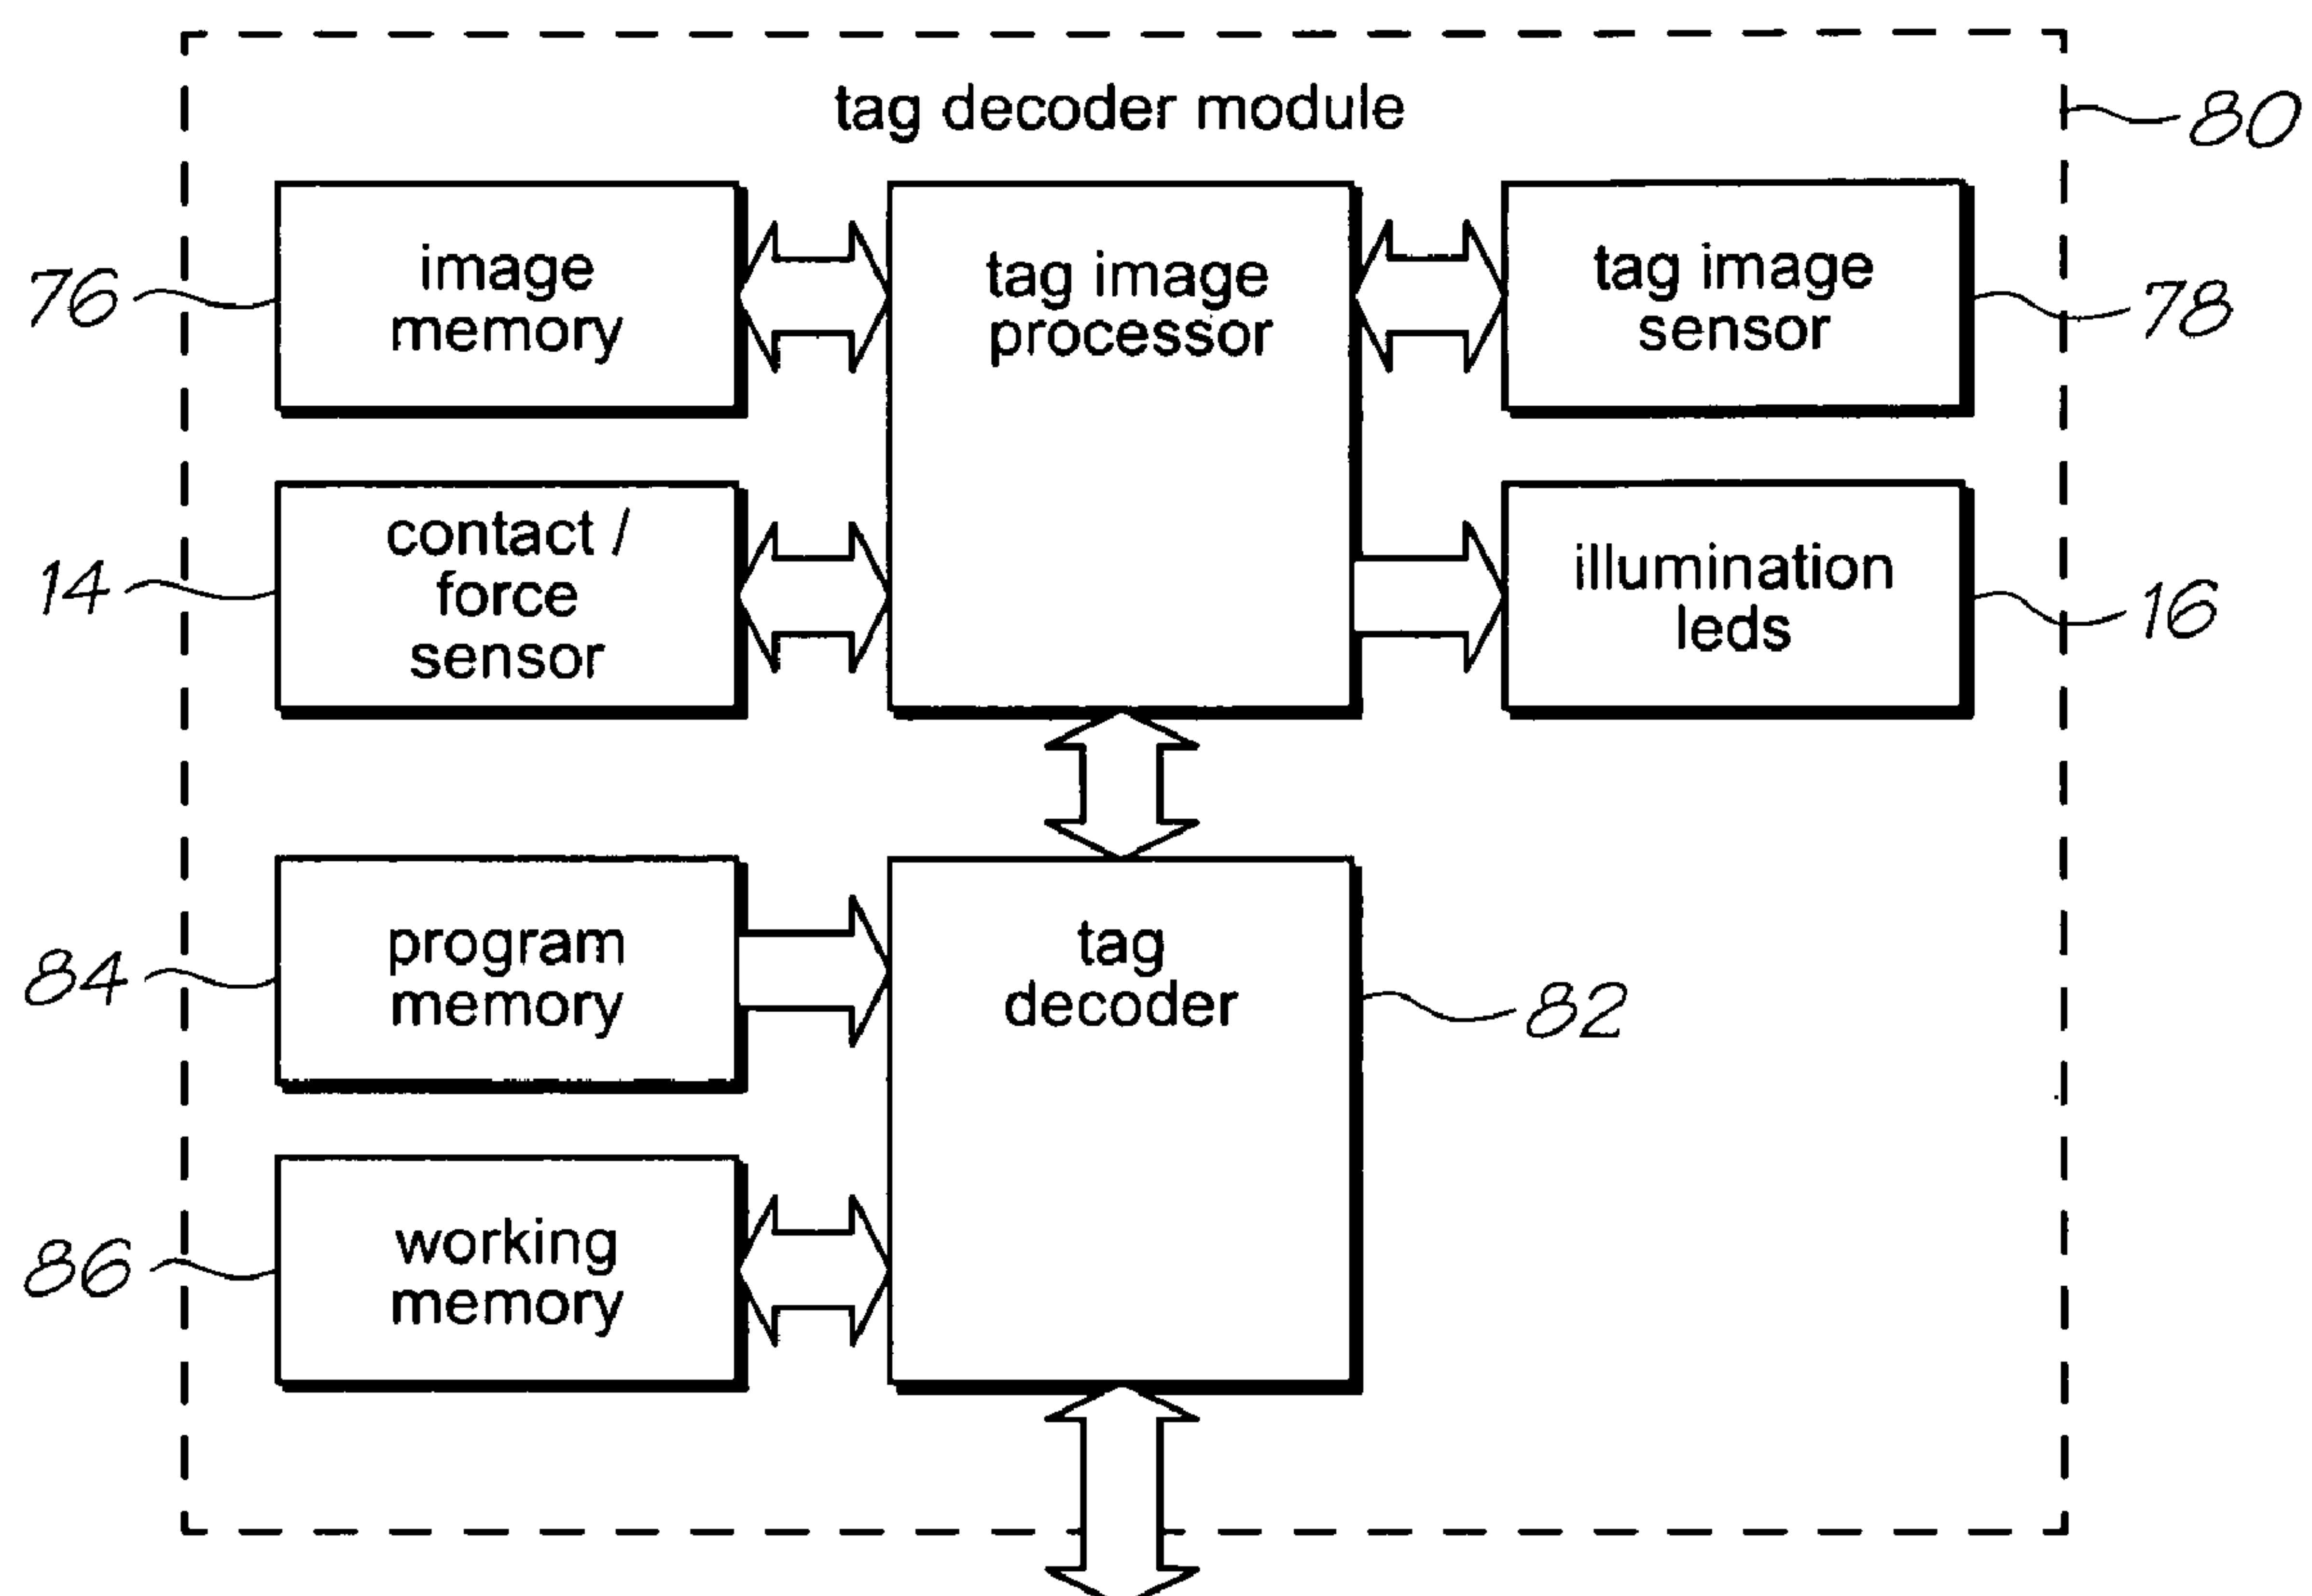 tag decoder module
80
image
memory
76
tag image
processor
tag image
sensor
78
contact /
force
sensor
14
illumination
leds
16
program
memory
84
tag
decoder
82
working
memory
86